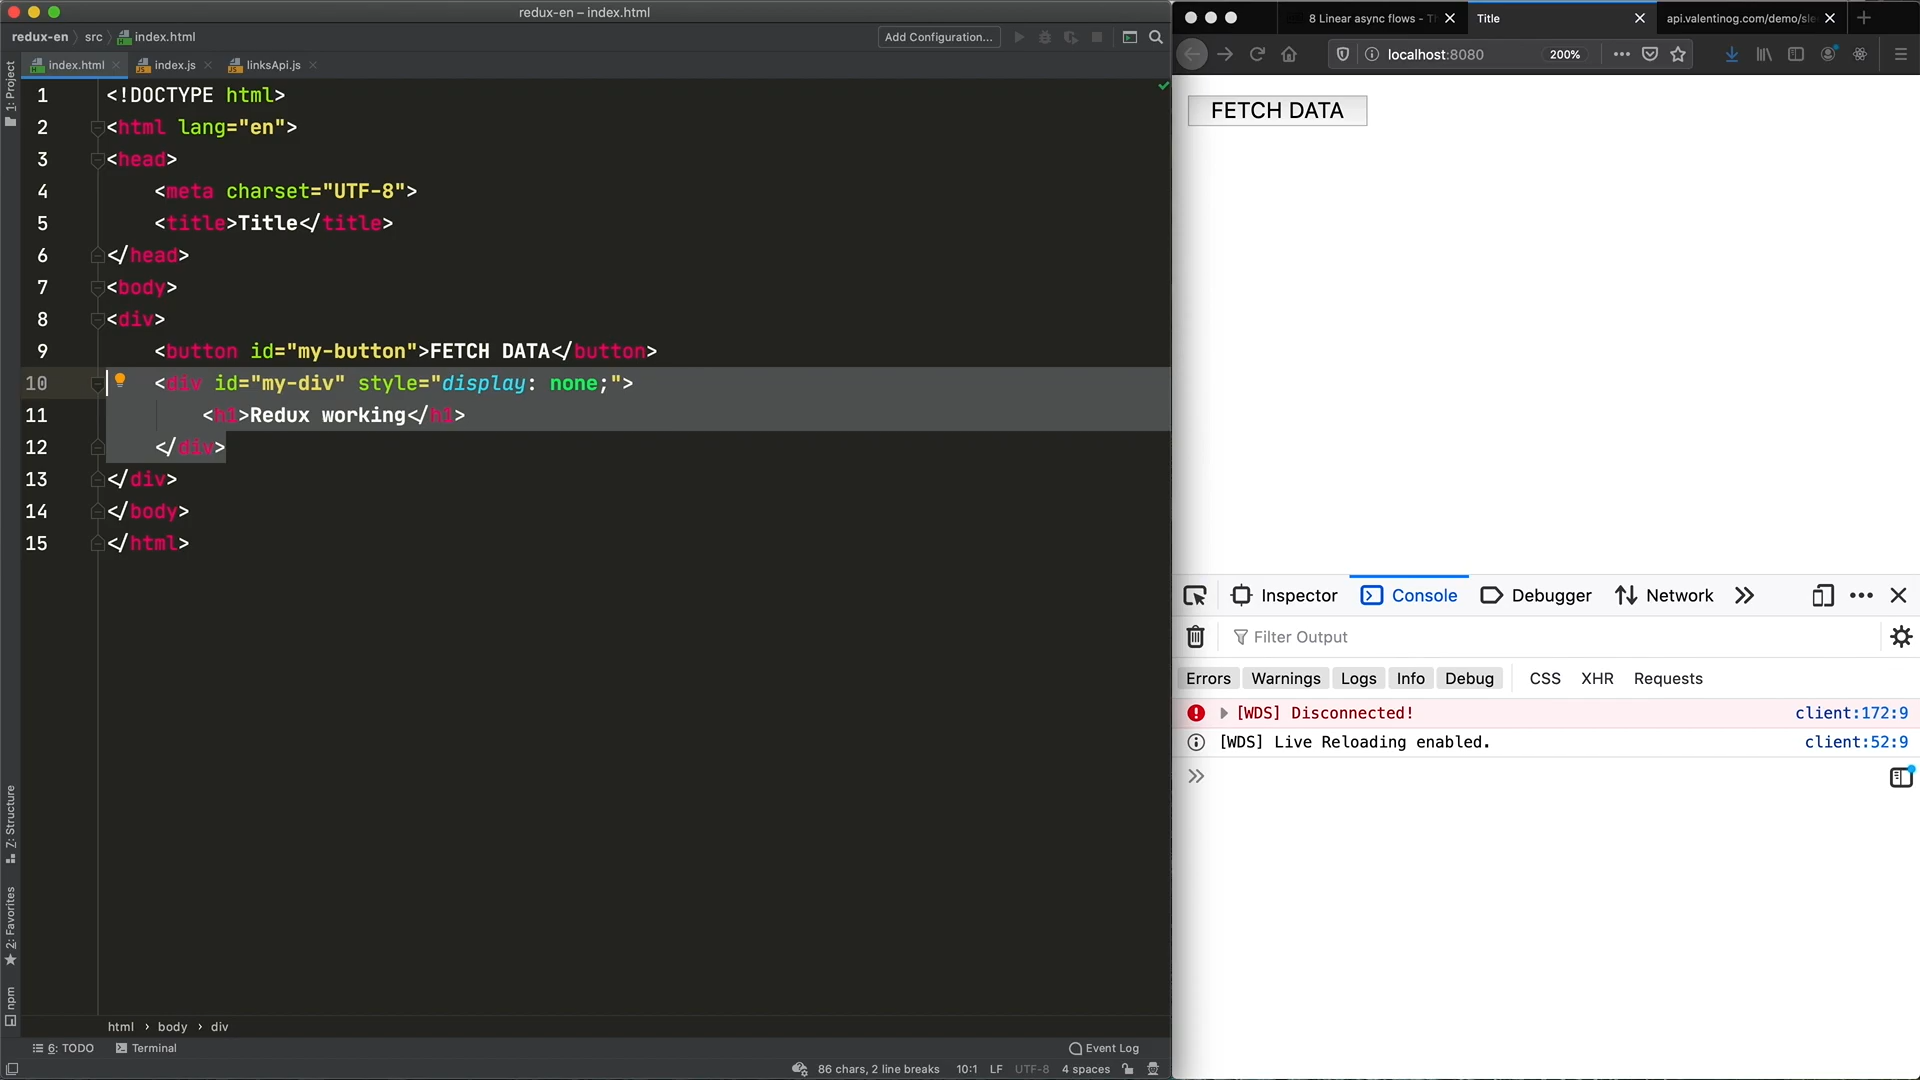 redux-en – index.html
redux-en
src
index.html
Add Configuration...
index.html
index.js
linksApi.js
1: Project
1 <!DOCTYPE html>
2 <html lang="en">
3 <head>
4 <meta charset="UTF-8">
5 <title>Title</title>
6 </head>
7 <body>
8 <div>
9 <button id="my-button">FETCH DATA</button>
10 <div id="my-div" style="display: none;">
11 <h1>Redux working</h1>
12 </div>
13 </div>
14 </body>
15 </html>
Z: Structure
2: Favorites
npm
html › body › div
6: TODO
Terminal
Event Log
86 chars, 2 line breaks
10:1
LF
UTF-8
4 spaces
8 Linear async flows -
Title
api.valentinog.com/demo/sle
localhost:8080
200%
FETCH DATA
Inspector
Console
Debugger
Network
Filter Output
Errors
Warnings
Logs
Info
Debug
CSS
XHR
Requests
[WDS] Disconnected! client:172:9
[WDS] Live Reloading enabled. client:52:9